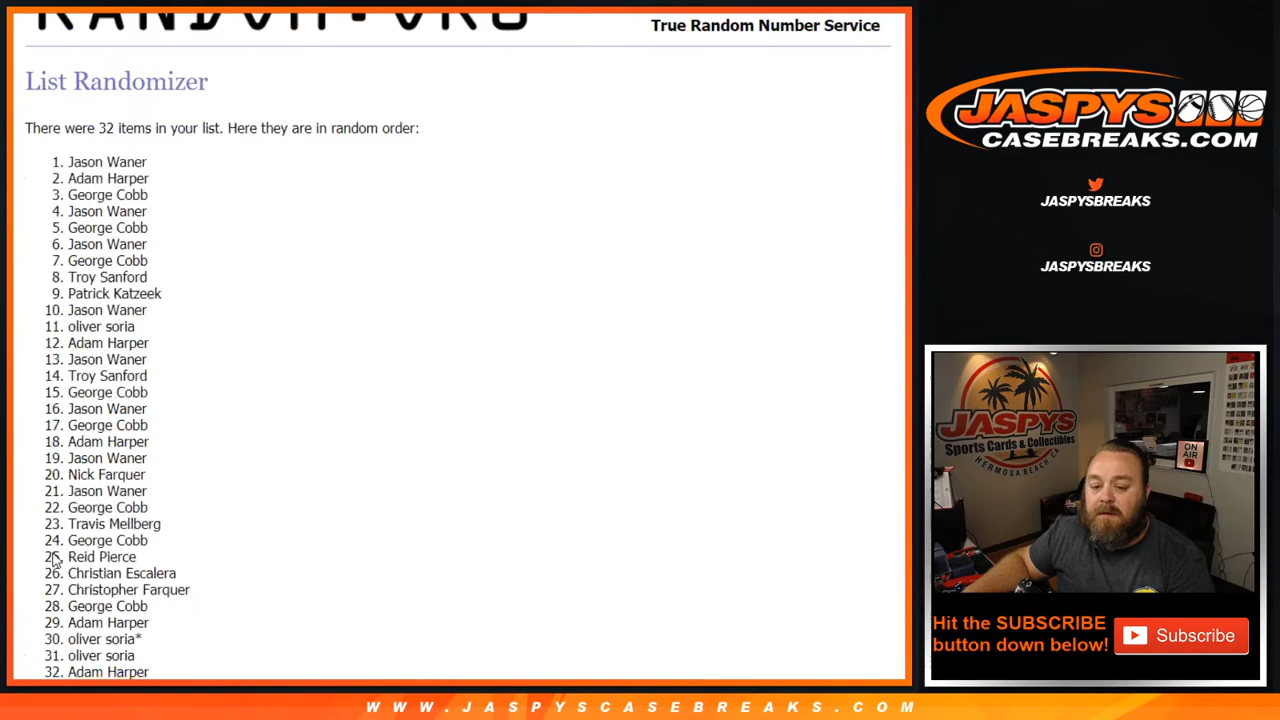 RANDOM.ORG
True Random Number Service
List Randomizer
There were 32 items in your list. Here they are in random order:
1. Jason Waner
2. Adam Harper
3. George Cobb
4. Jason Waner
5. George Cobb
6. Jason Waner
7. George Cobb
8. Troy Sanford
9. Patrick Katzeek
10. Jason Waner
11. oliver soria
12. Adam Harper
13. Jason Waner
14. Troy Sanford
15. George Cobb
16. Jason Waner
17. George Cobb
18. Adam Harper
19. Jason Waner
20. Nick Farquer
21. Jason Waner
22. George Cobb
23. Travis Mellberg
24. George Cobb
25. Reid Pierce
26. Christian Escalera
27. Christopher Farquer
28. George Cobb
29. Adam Harper
30. oliver soria*
31. oliver soria
32. Adam Harper
JASPYS
CASEBREAKS.COM
JASPYSBREAKS
JASPYSBREAKS
JASPYS
Sports Cards & Collectibles
HERMOSA BEACH CA
ON
AIR
Hit the SUBSCRIBE
button down below!
Subscribe
WWW.JASPYSCASEBREAKS.COM